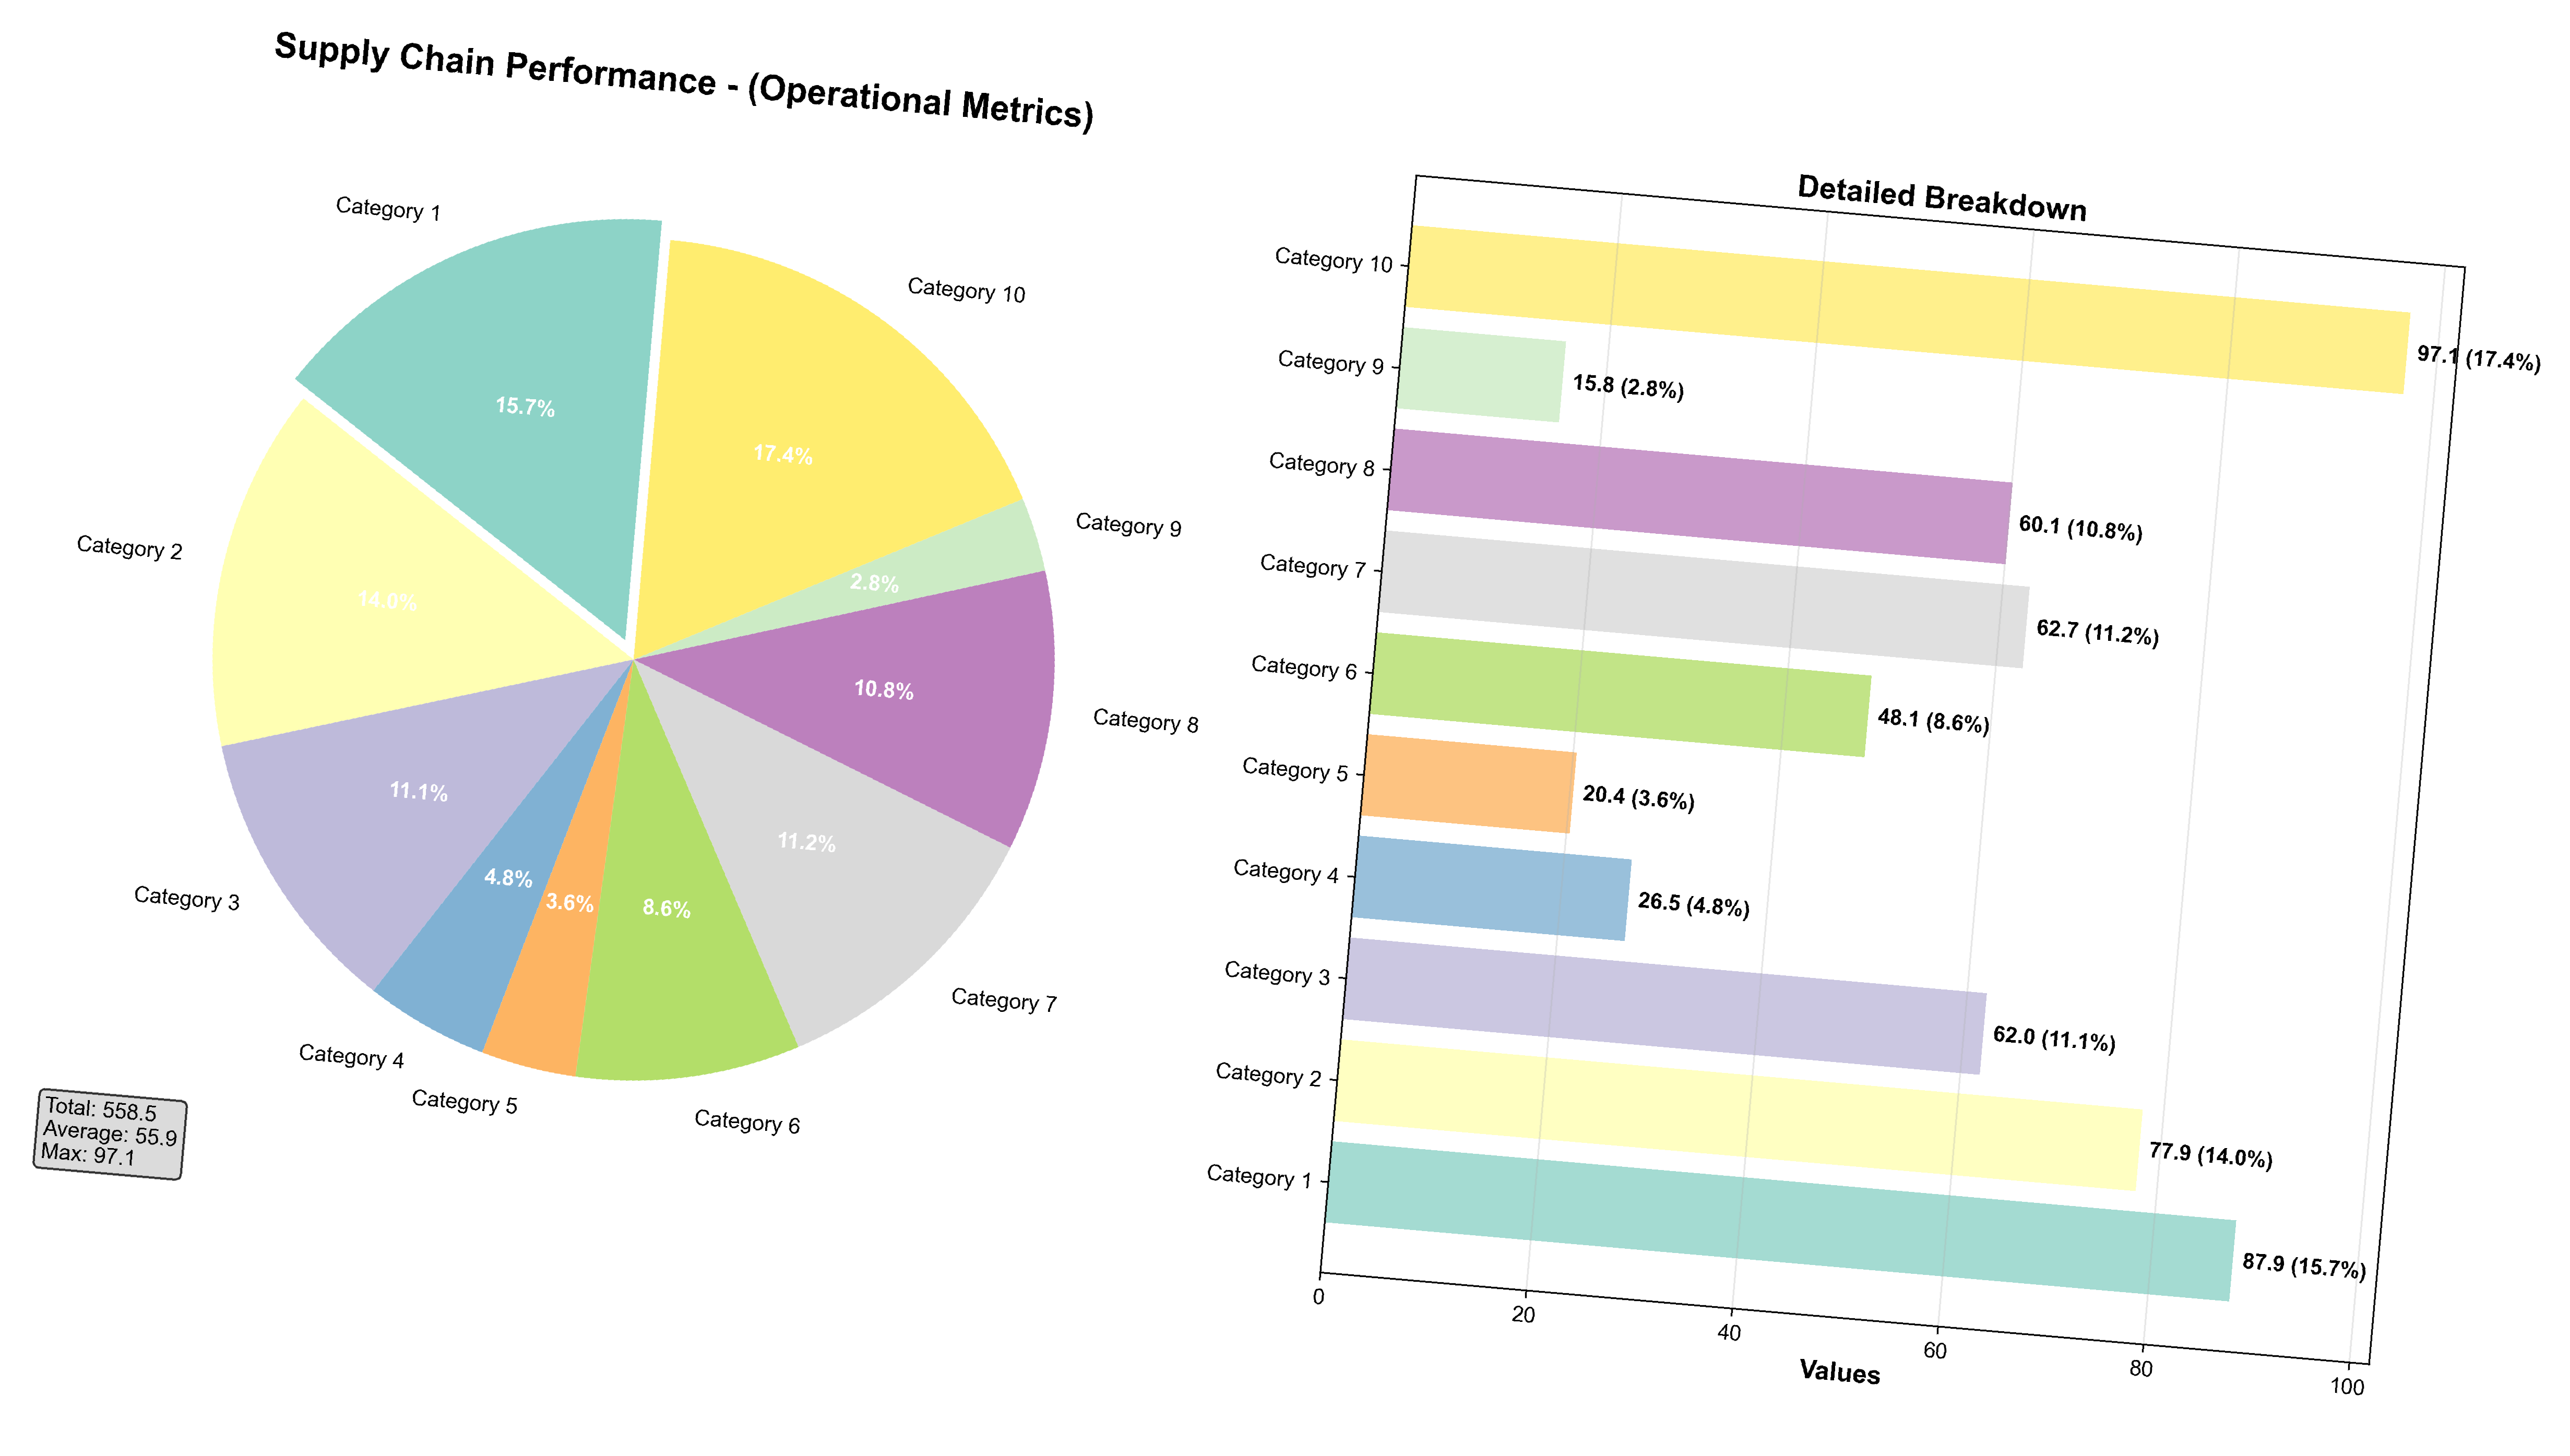 Supply Chain Performance - (Operational Metrics)
Category 1
Category 10
Category 9
Category 2
Category 8
Category 3
Category 7
Category 4
Category 5
Category 6
15.7%
17.4%
2.8%
14.0%
10.8%
11.1%
11.2%
4.8%
3.6%
8.6%
Total: 558.5
Average: 55.9
Max: 97.1
Detailed Breakdown
Category 10
97.1 (17.4%)
Category 9
15.8 (2.8%)
Category 8
60.1 (10.8%)
Category 7
62.7 (11.2%)
Category 6
48.1 (8.6%)
Category 5
20.4 (3.6%)
Category 4
26.5 (4.8%)
Category 3
62.0 (11.1%)
Category 2
77.9 (14.0%)
Category 1
87.9 (15.7%)
0
20
40
60
80
100
Values